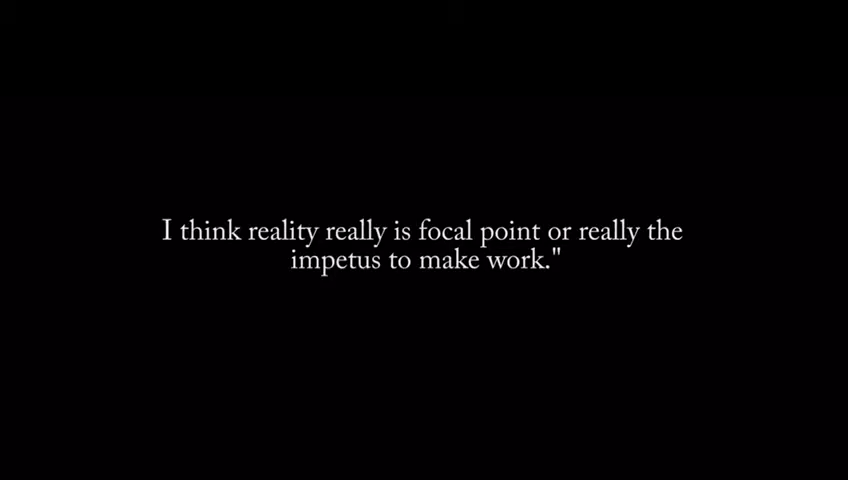 I think reality really is focal point or really the
impetus to make work."